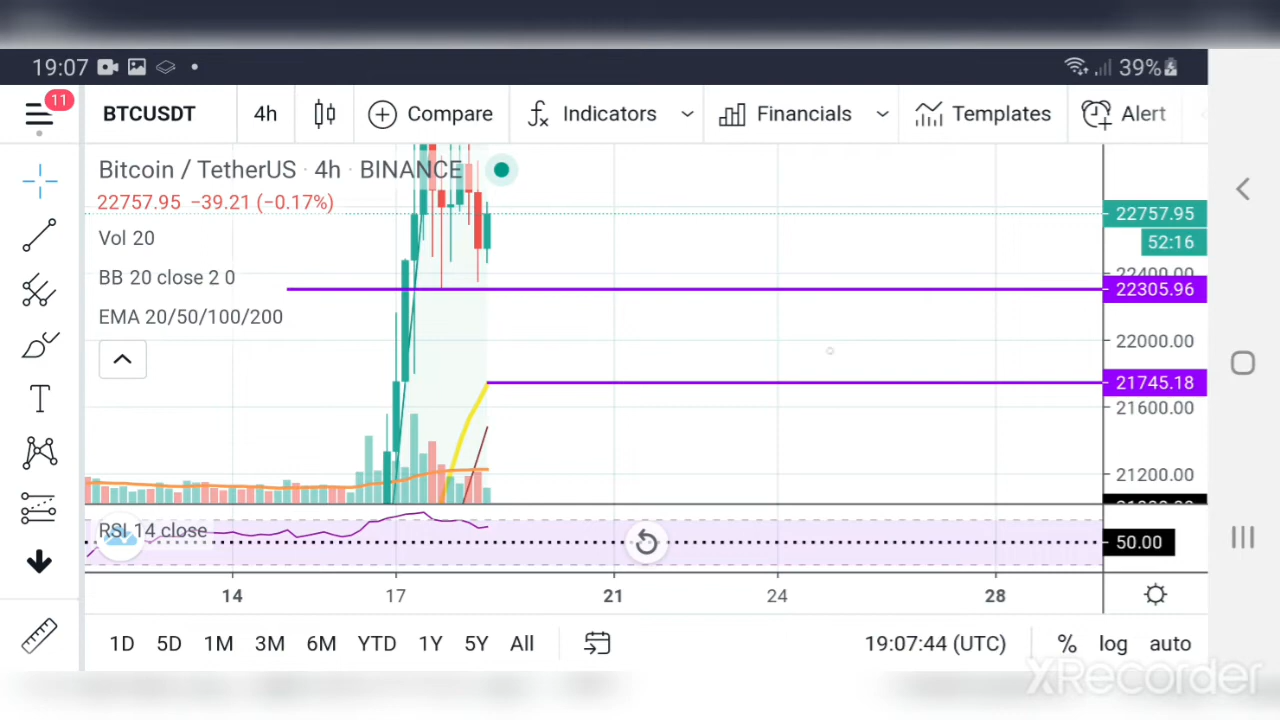 19:07
39%
11
BTCUSDT
4h
Compare
Indicators
Financials
Templates
Alert
Bitcoin / TetherUS · 4h · BINANCE
22757.95 −39.21 (−0.17%)
Vol 20
BB 20 close 2 0
EMA 20/50/100/200
22757.95
52:16
22400.00
22305.96
22000.00
21745.18
21600.00
21200.00
RSI 14 close
50.00
14
17
21
24
28
1D 5D 1M 3M 6M YTD 1Y 5Y All
19:07:44 (UTC)
% log auto
XRecorder